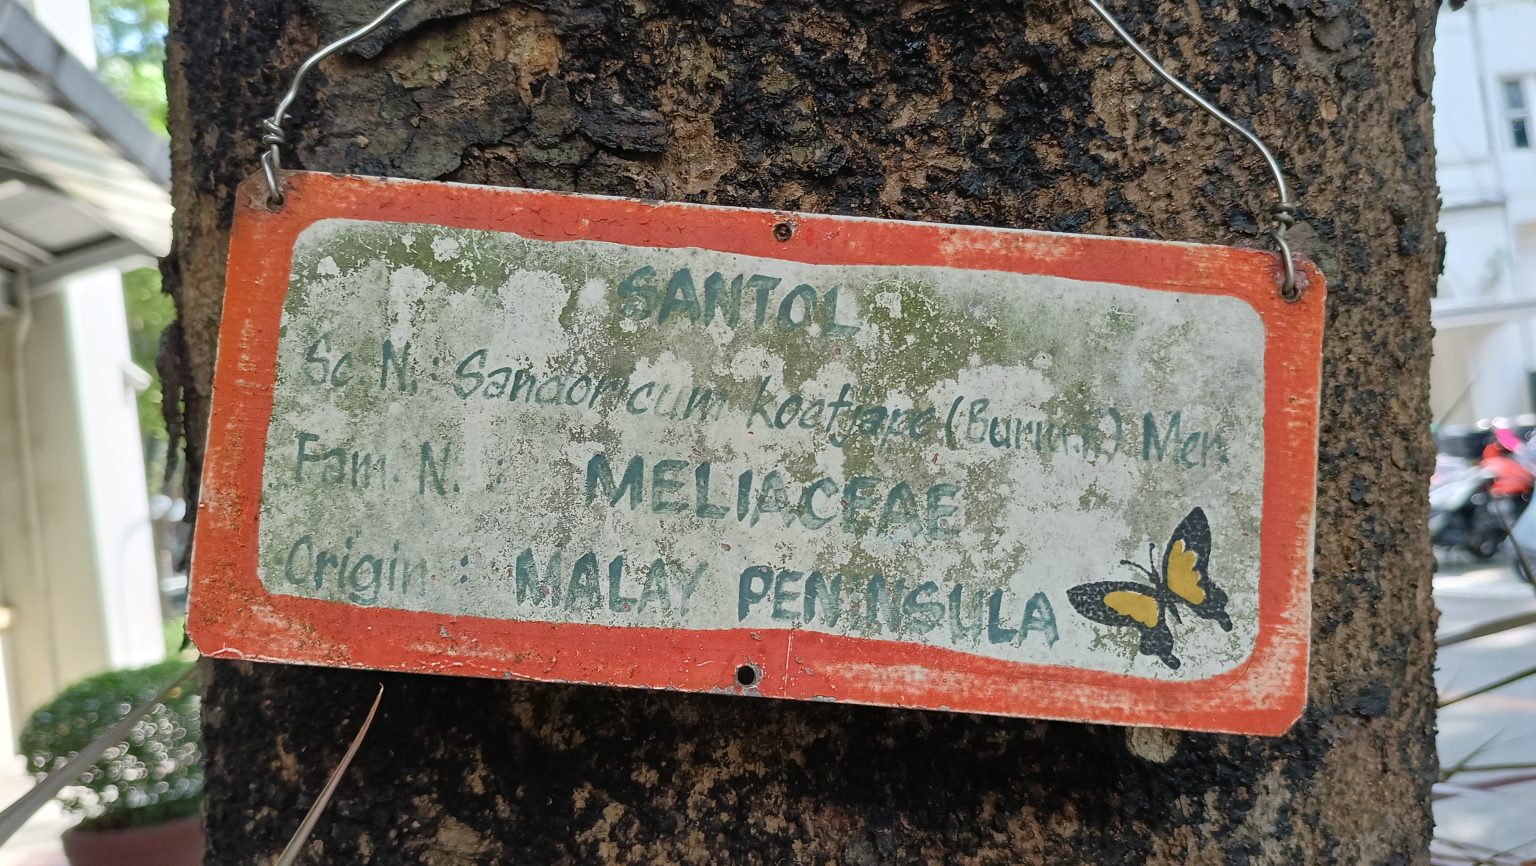 SANTOL
Sc. N. : Sandoricum koetjape (Burm.f.) Merr.
Fam. N. : MELIACEAE
Origin : MALAY PENINSULA